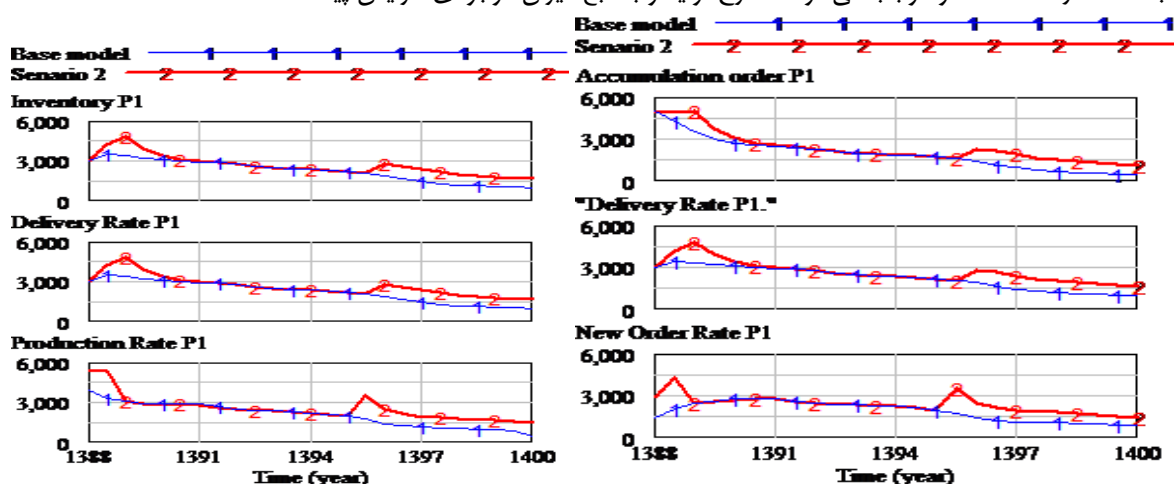 Base model 1 1 1 1 1 1
Senario 2 2 2 2 2 2 2 2
Inventory P1
6,000
3,000
0
Delivery Rate P1
6,000
3,000
0
Production Rate P1
6,000
3,000
0
1388 1391 1394 1397 1400
Time (year)
Base model 1 1 1 1 1 1
Senario 2 2 2 2 2 2 2
Accumulation order P1
6,000
3,000
0
"Delivery Rate P1."
6,000
3,000
0
New Order Rate P1
6,000
3,000
0
1388 1391 1394 1397 1400
Time (year)